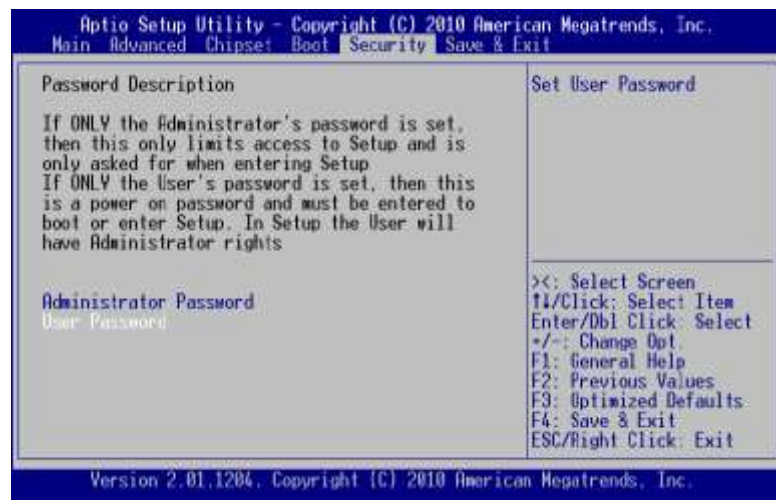 Aptio Setup Utility - Copyright (C) 2010 American Megatrends, Inc.
Main Advanced Chipset Boot Security Save & Exit
Password Description
If ONLY the Administrator's password is set,
then this only limits access to Setup and is
only asked for when entering Setup
If ONLY the User's password is set, then this
is a power on password and must be entered to
boot or enter Setup. In Setup the User will
have Administrator rights
Administrator Password
User Password
Set User Password
><: Select Screen
↑↓/Click: Select Item
Enter/Dbl Click: Select
+/-: Change Opt.
F1: General Help
F2: Previous Values
F3: Optimized Defaults
F4: Save & Exit
ESC/Right Click: Exit
Version 2.01.1204. Copyright (C) 2010 American Megatrends, Inc.